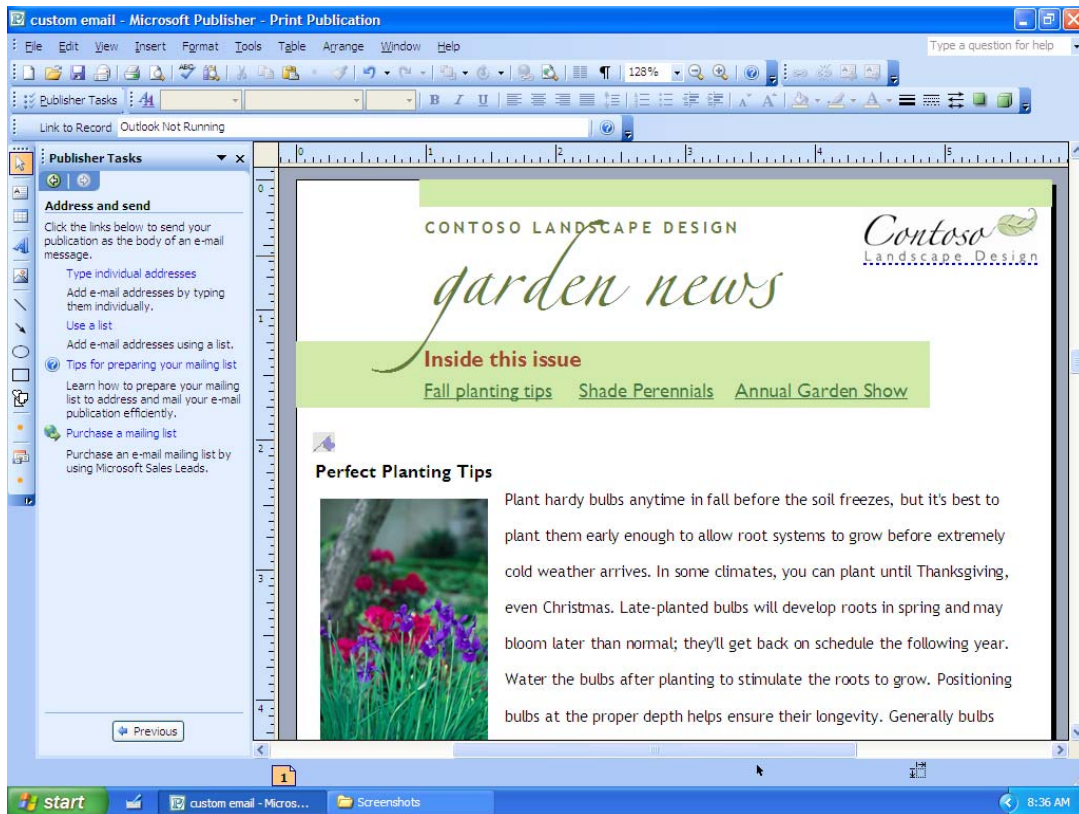 custom email - Microsoft Publisher - Print Publication
File Edit View Insert Format Tools Table Arrange Window Help
Type a question for help
128%
Publisher Tasks
Link to Record Outlook Not Running
Publisher Tasks
Address and send
Click the links below to send your
publication as the body of an e-mail
message.
Type individual addresses
Add e-mail addresses by typing
them individually.
Use a list
Add e-mail addresses using a list.
Tips for preparing your mailing list
Learn how to prepare your mailing
list to address and mail your e-mail
publication efficiently.
Purchase a mailing list
Purchase an e-mail mailing list by
using Microsoft Sales Leads.
Previous
0 1 2 3 4 5
0
1
2
3
4
CONTOSO LANDSCAPE DESIGN
Contoso
Landscape Design
garden news
Inside this issue
Fall planting tips Shade Perennials Annual Garden Show
Perfect Planting Tips
Plant hardy bulbs anytime in fall before the soil freezes, but it's best to
plant them early enough to allow root systems to grow before extremely
cold weather arrives. In some climates, you can plant until Thanksgiving,
even Christmas. Late-planted bulbs will develop roots in spring and may
bloom later than normal; they'll get back on schedule the following year.
Water the bulbs after planting to stimulate the roots to grow. Positioning
bulbs at the proper depth helps ensure their longevity. Generally bulbs
1
start
custom email - Micros...
Screenshots
8:36 AM